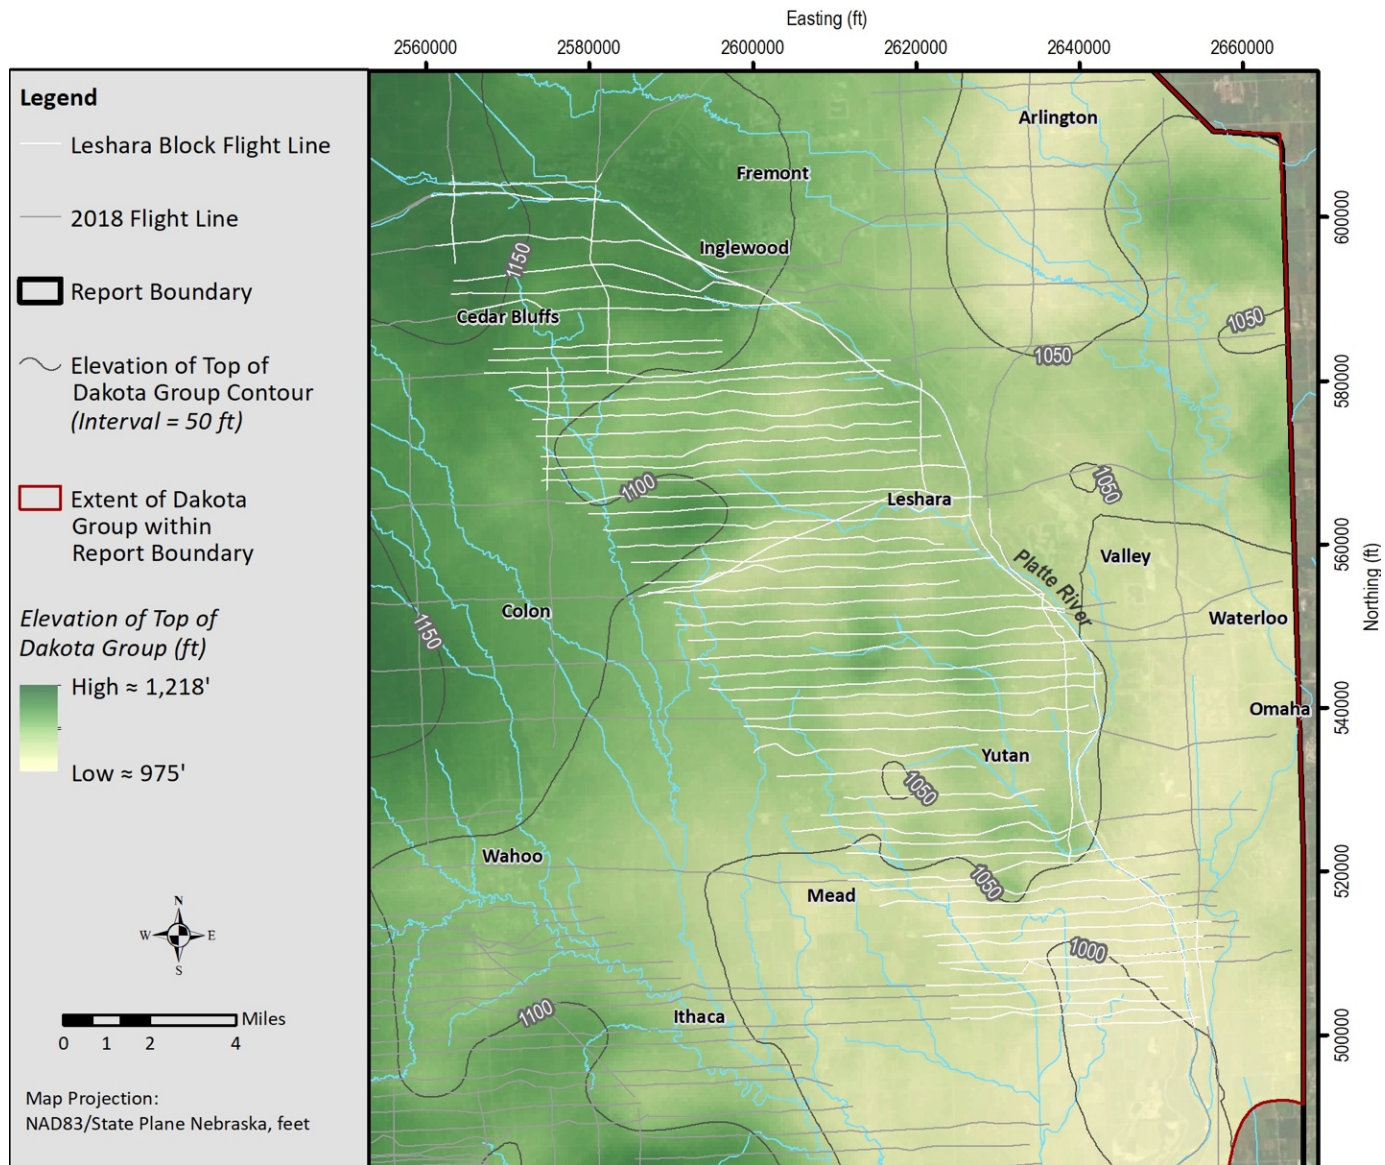 Easting (ft)
2560000 2580000 2600000 2620000 2640000 2660000
Legend
Leshara Block Flight Line
2018 Flight Line
Report Boundary
Elevation of Top of
Dakota Group Contour
(Interval = 50 ft)
Extent of Dakota
Group within
Report Boundary
Elevation of Top of
Dakota Group (ft)
High ≈ 1,218'
Low ≈ 975'
N
W E
S
Miles
0 1 2 4
Map Projection:
NAD83/State Plane Nebraska, feet
Arlington
Fremont
Inglewood
1150
Cedar Bluffs
1050
1050
1100
Leshara
1050
Valley
Platte River
Colon
1150
Waterloo
Omaha
Yutan
1050
Wahoo
1050
Mead
1000
1100
Ithaca
600000
580000
560000
540000
520000
500000
Northing (ft)